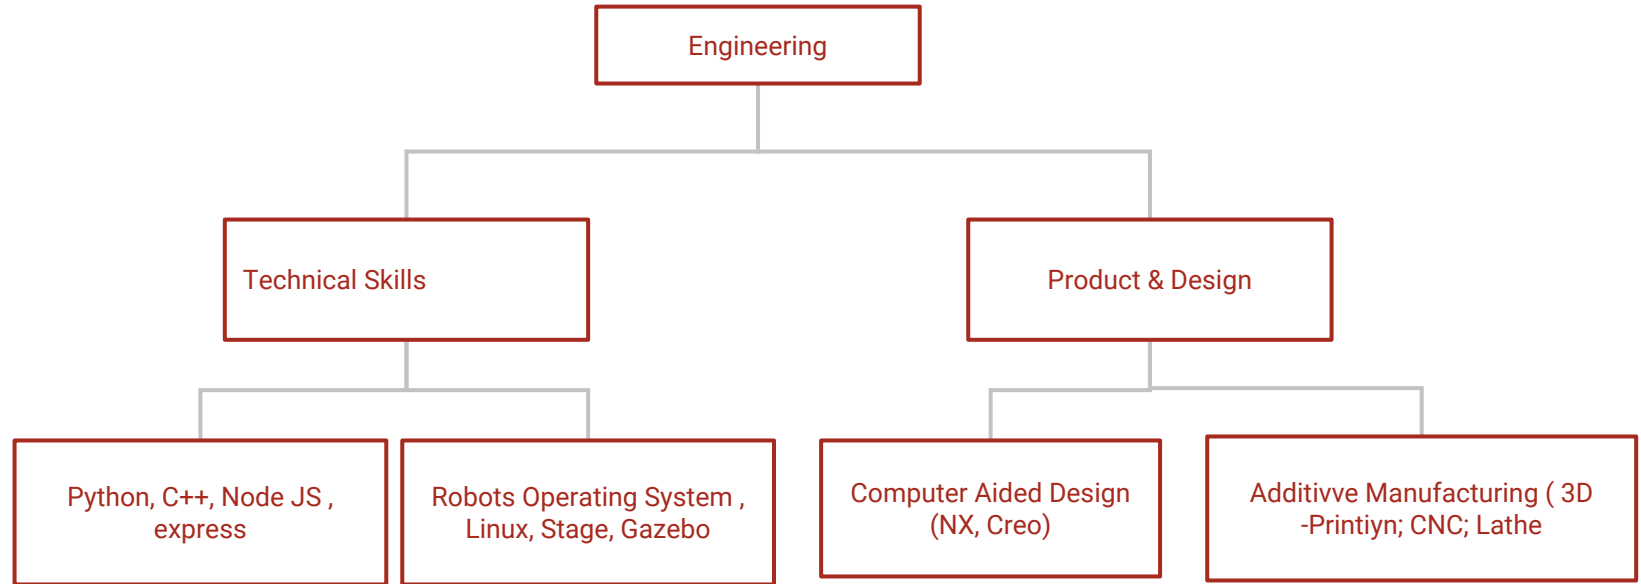 Engineering
Technical Skills
Product & Design
Python, C++, Node JS ,
express
Robots Operating System ,
Linux, Stage, Gazebo
Computer Aided Design
(NX, Creo)
Additivve Manufacturing ( 3D
-Printiyn; CNC; Lathe